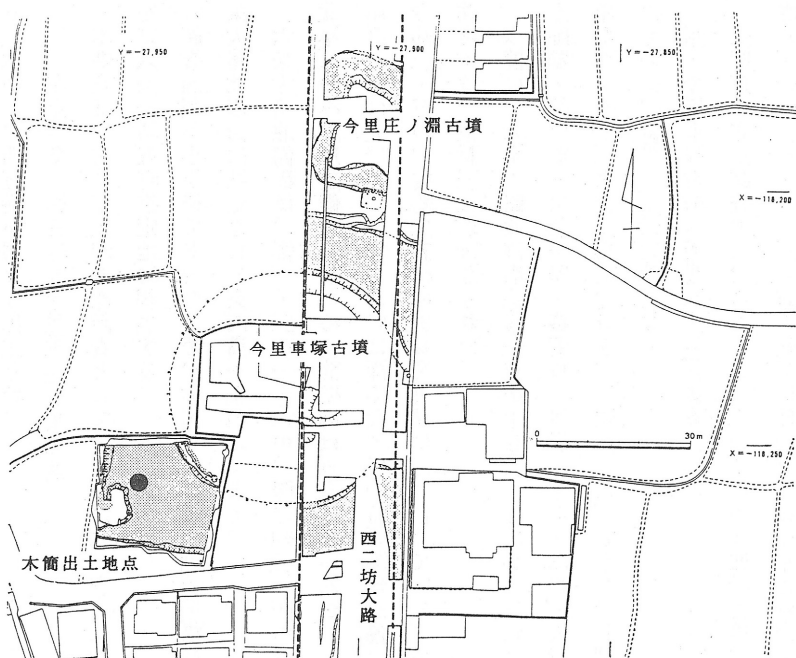 Y=-27,950
Y=-27,900
Y=-27,850
今里庄ノ淵古墳
X=-118,200
今里車塚古墳
0 30m
X=-118,250
木簡出土地点
西二坊大路